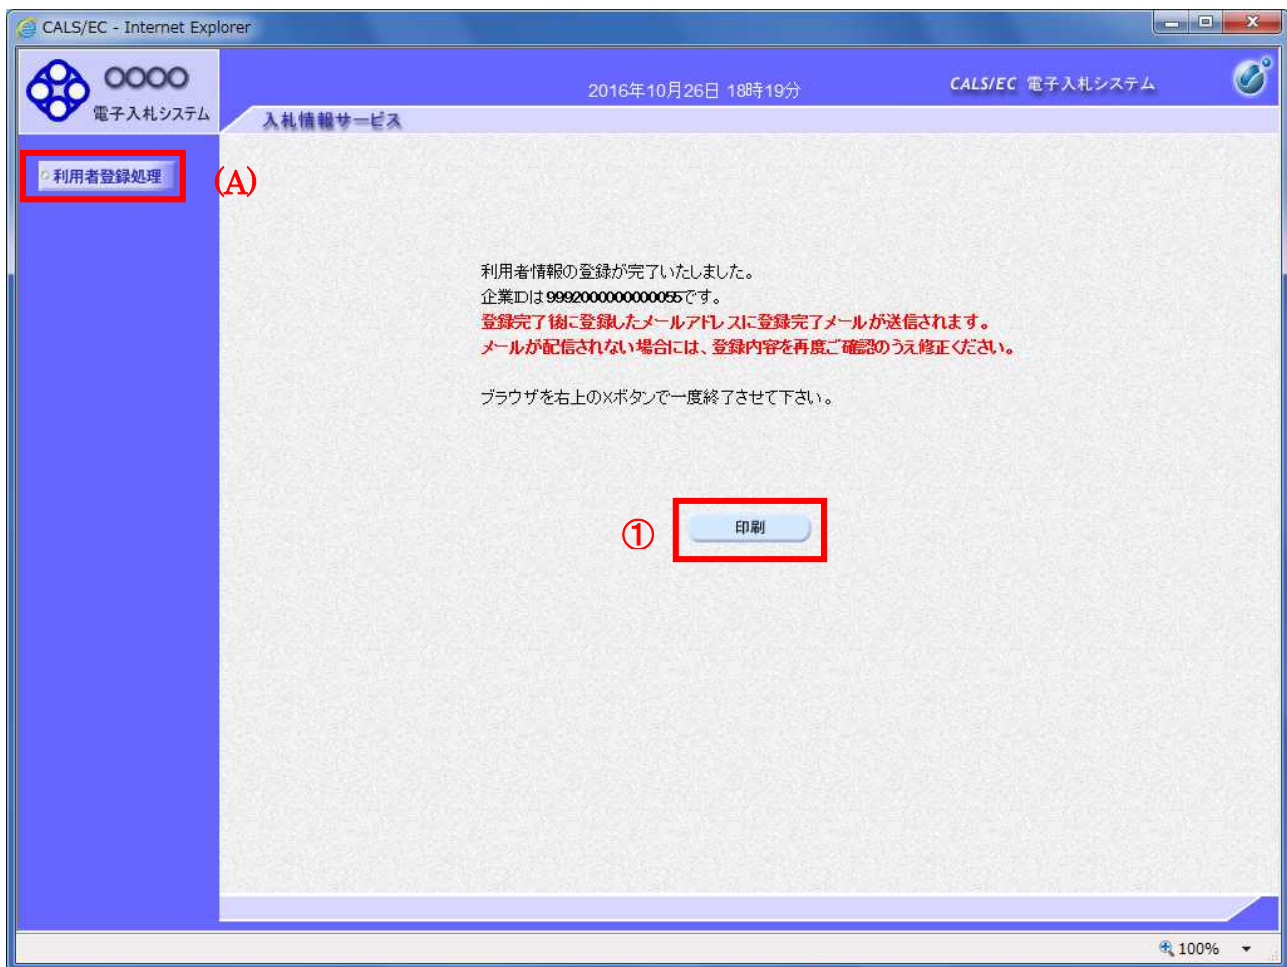 CALS/EC - Internet Explorer
〇〇〇〇
電子入札システム
2016年10月26日 18時19分
CALS/EC 電子入札システム
入札情報サービス
利用者登録処理
(A)
利用者情報の登録が完了いたしました。
企業IDは9992000000000055です。
登録完了後に登録したメールアドレスに登録完了メールが送信されます。
メールが配信されない場合には、登録内容を再度ご確認のうえ修正ください。
ブラウザを右上の×ボタンで一度終了させて下さい。
①
印刷
100%